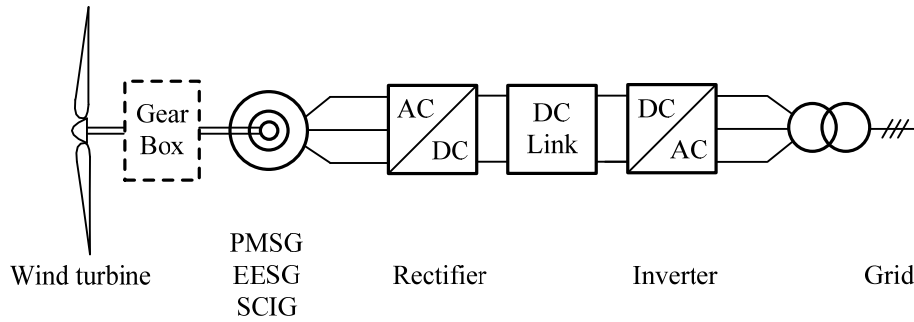 Gear
Box
AC
DC
DC
Link
DC
AC
PMSG
EESG
SCIG
Wind turbine
Rectifier
Inverter
Grid